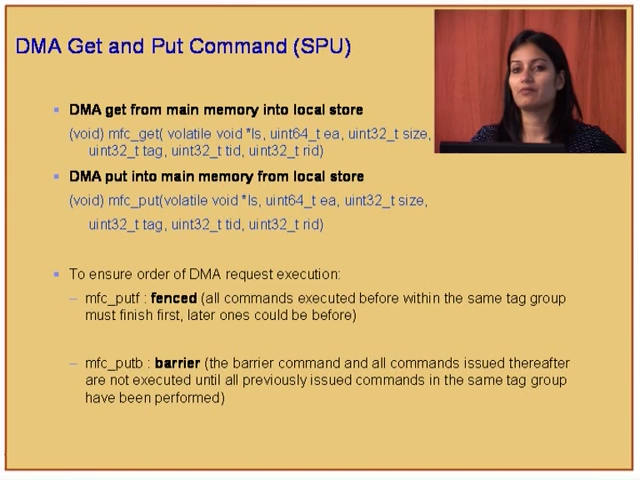 DMA Get and Put Command (SPU)
DMA get from main memory into local store
(void) mfc_get( volatile void *ls, uint64_t ea, uint32_t size,
uint32_t tag, uint32_t tid, uint32_t rid)
DMA put into main memory from local store
(void) mfc_put(volatile void *ls, uint64_t ea, uint32_t size,
uint32_t tag, uint32_t tid, uint32_t rid)
To ensure order of DMA request execution:
– mfc_putf : fenced (all commands executed before within the same tag group
must finish first, later ones could be before)
– mfc_putb : barrier (the barrier command and all commands issued thereafter
are not executed until all previously issued commands in the same tag group
have been performed)